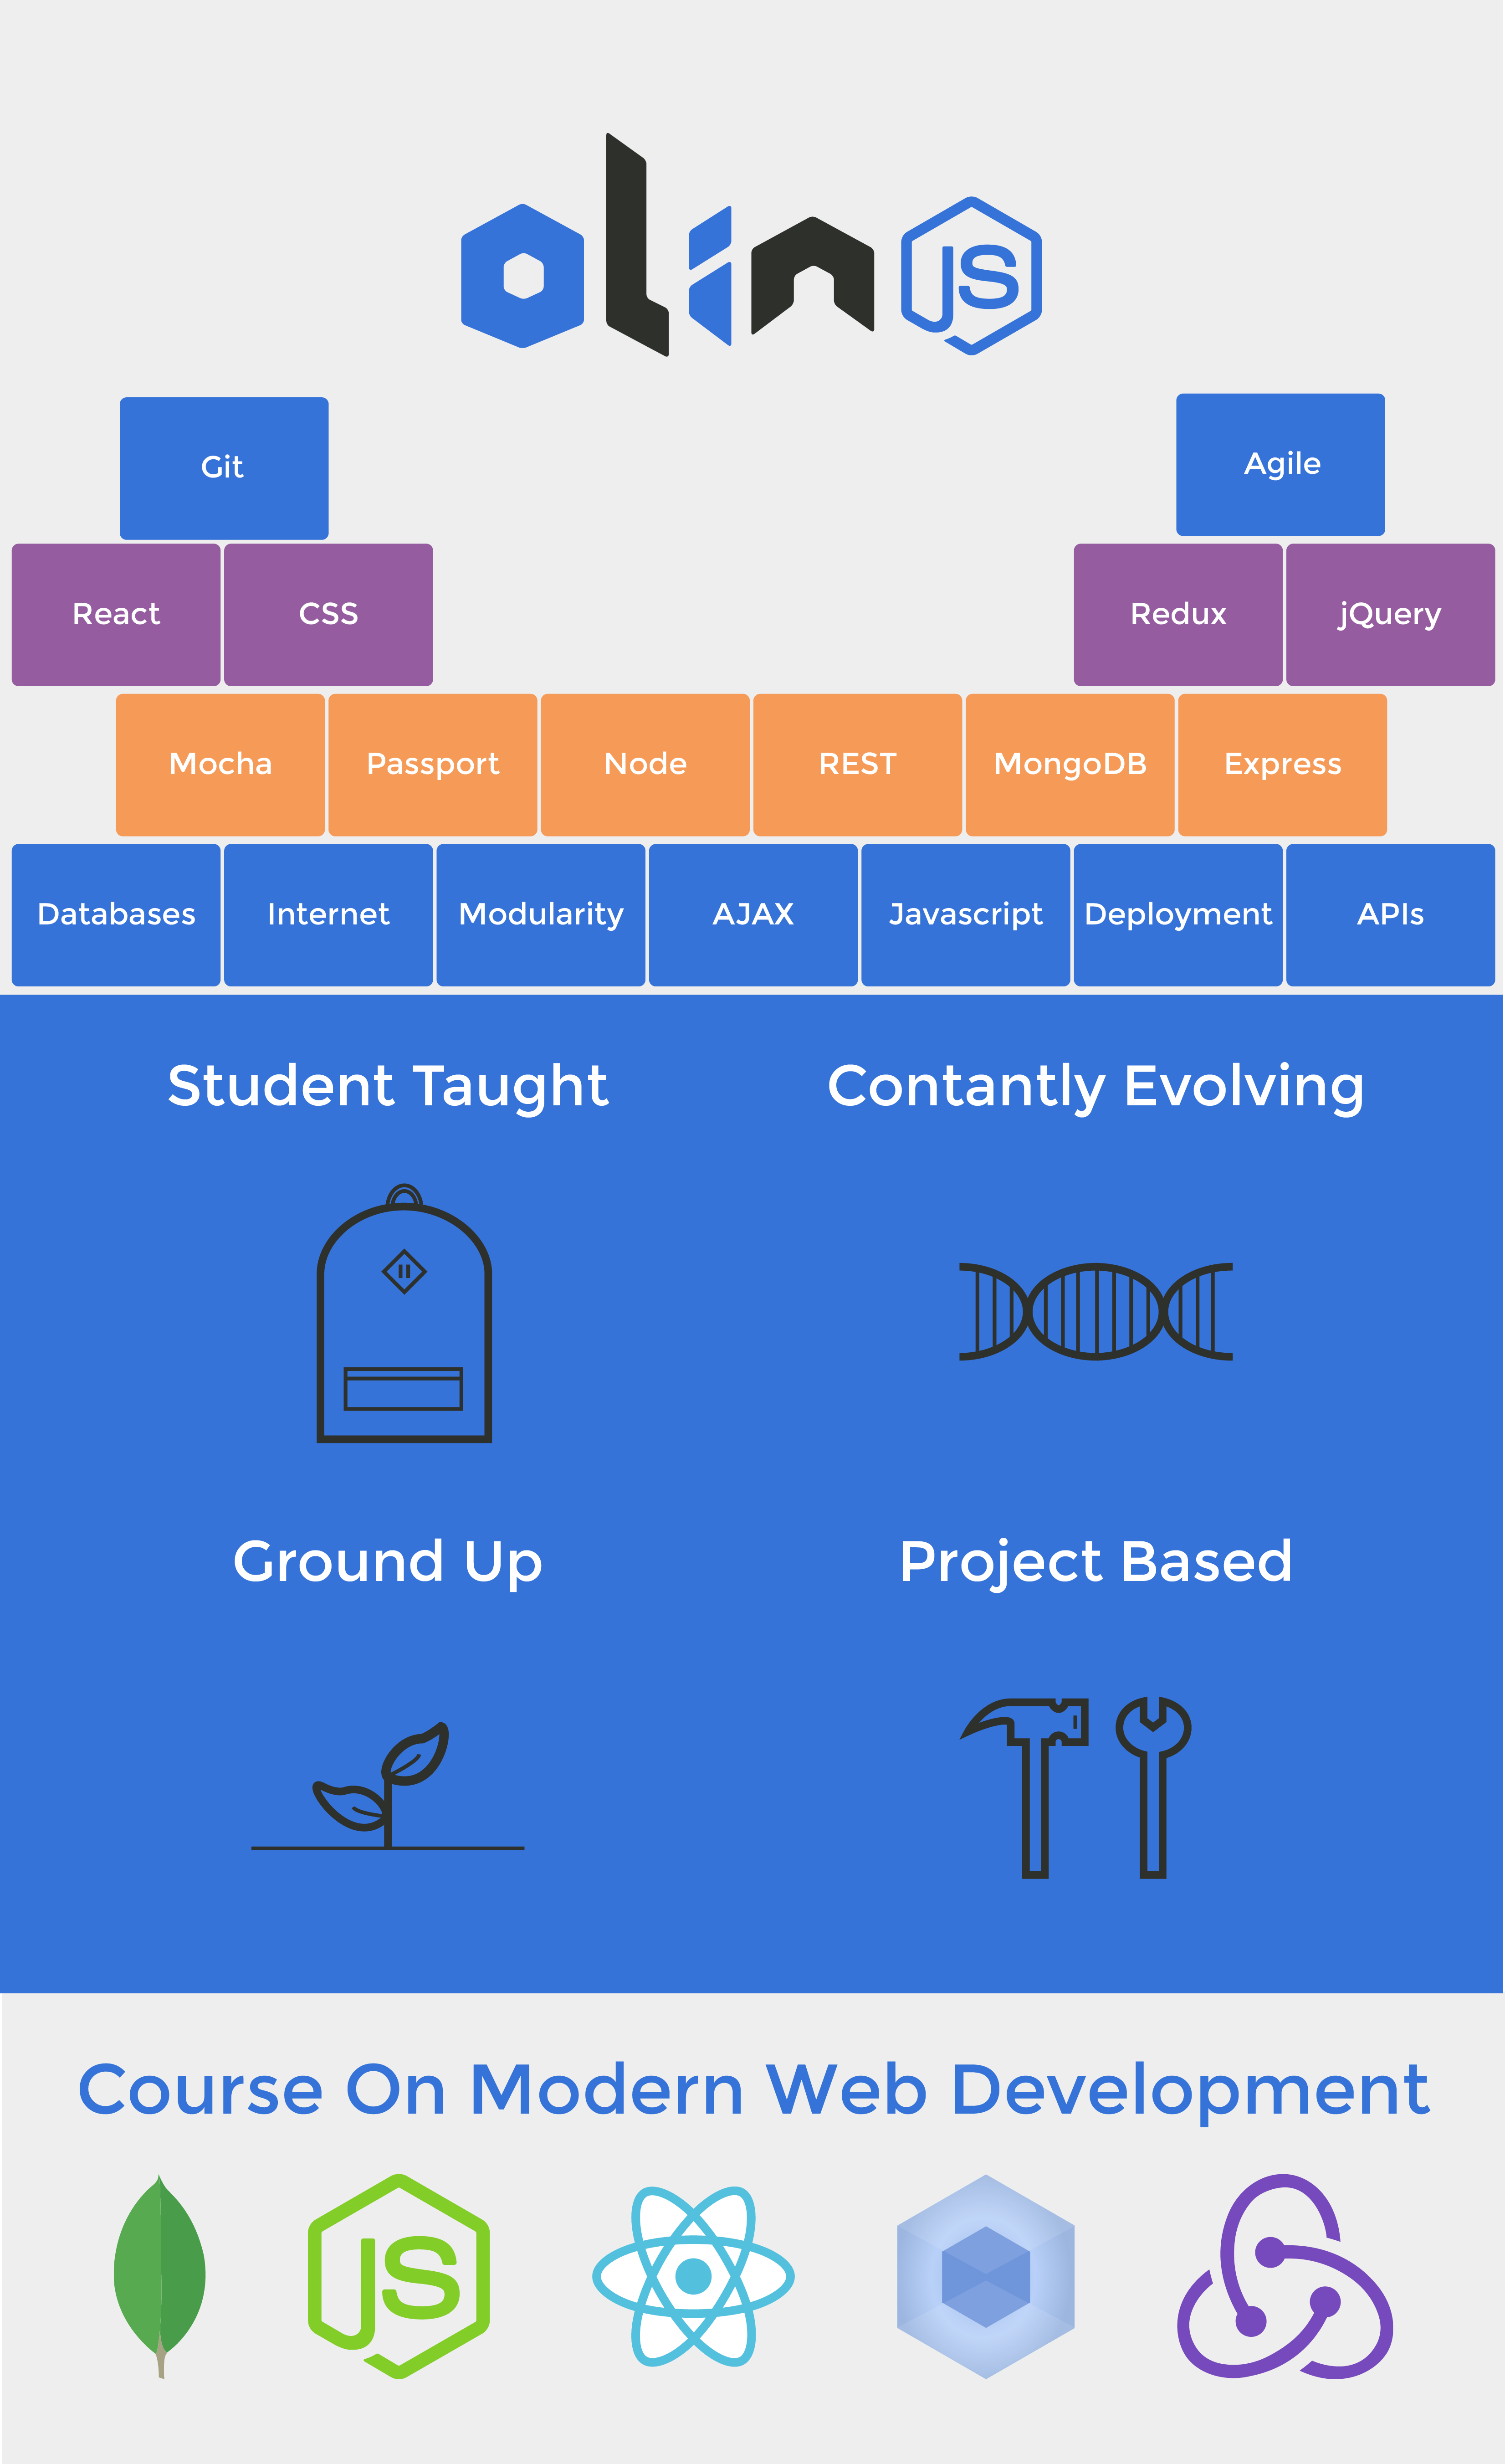 olin JS
Git
Agile
React CSS Redux jQuery
Mocha Passport Node REST MongoDB Express
Databases Internet Modularity AJAX Javascript Deployment APIs
Student Taught
Contantly Evolving
Ground Up
Project Based
Course On Modern Web Development
JS